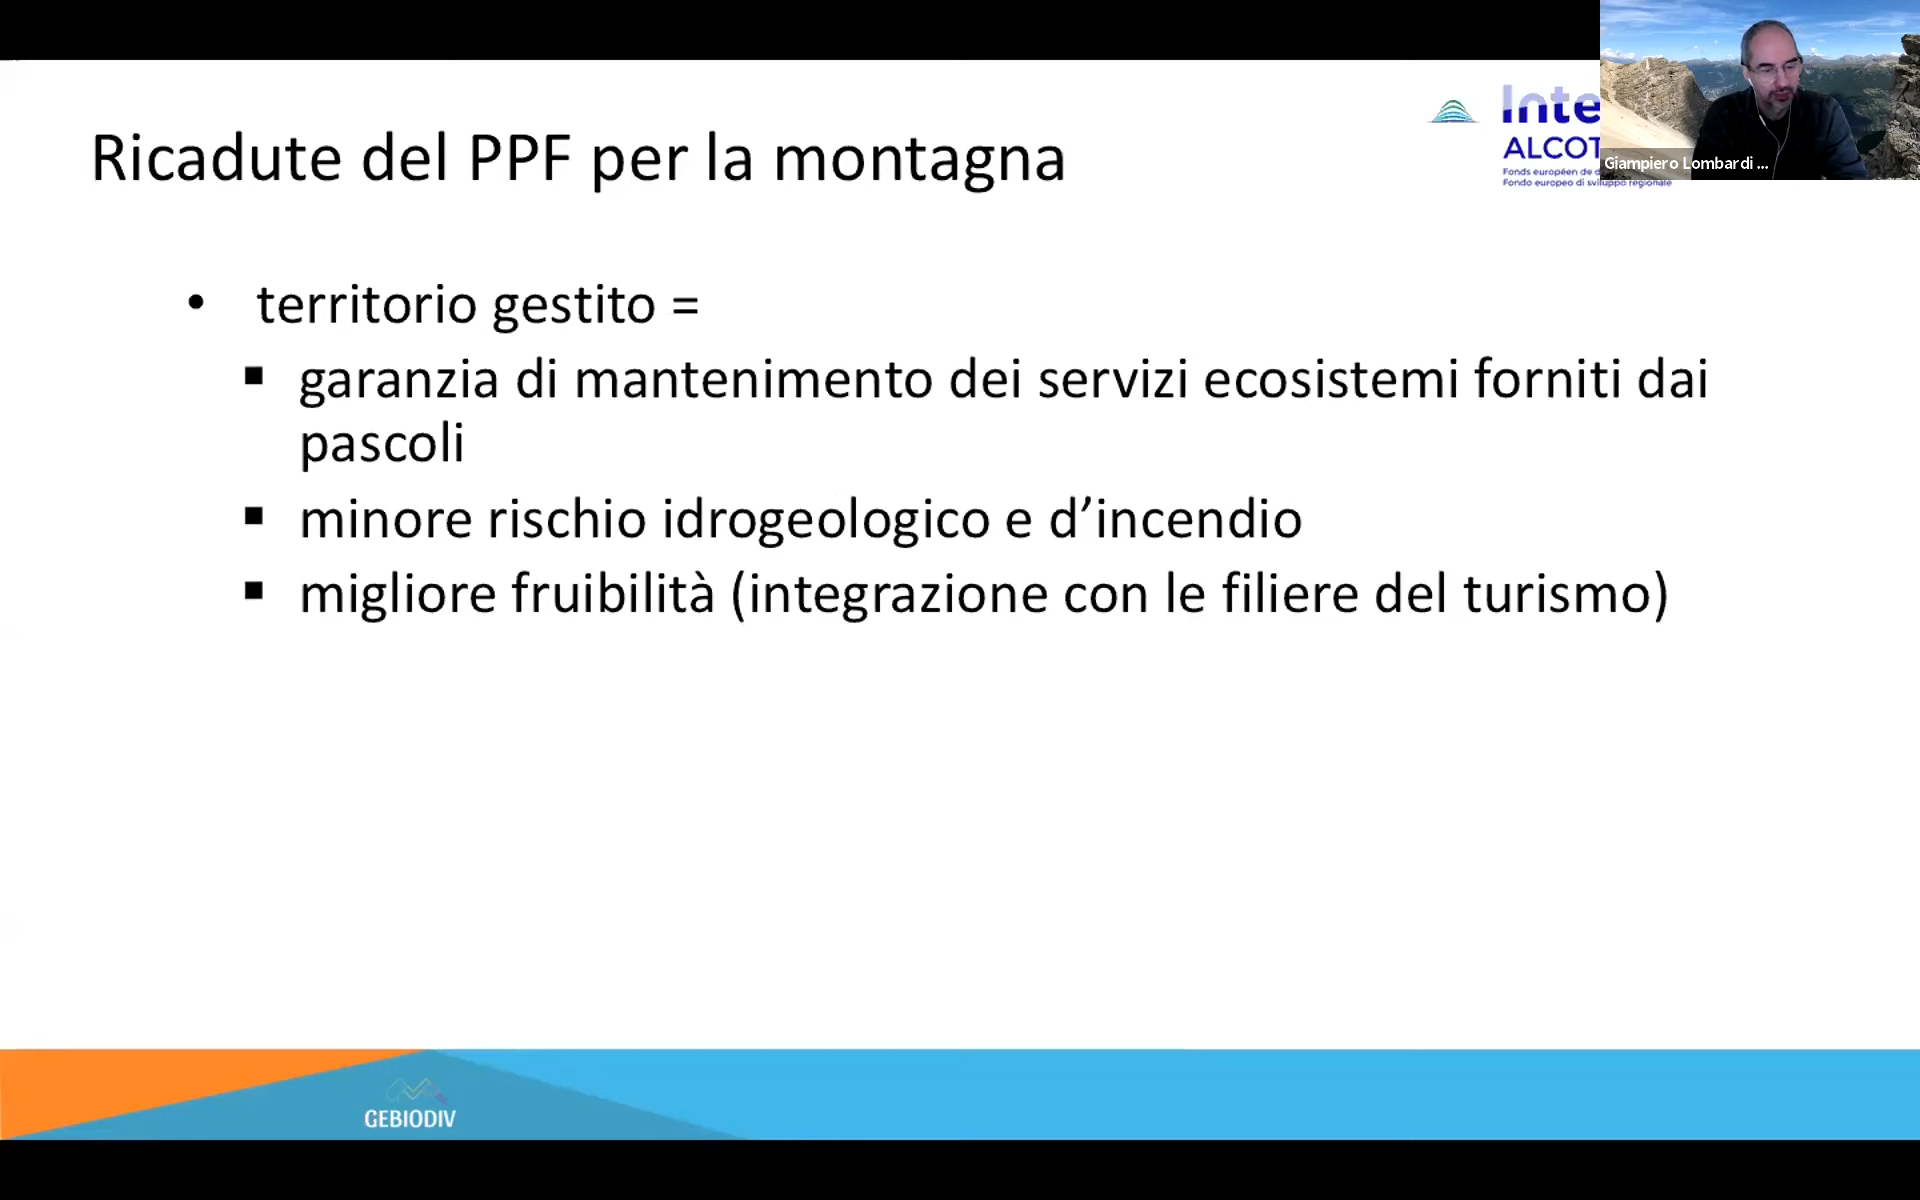 Ricadute del PPF per la montagna
Inte
ALCOT
Fonds européen de d
Fondo europeo di sviluppo regionale
Giampiero Lombardi ...
• territorio gestito =
▪ garanzia di mantenimento dei servizi ecosistemi forniti dai
pascoli
▪ minore rischio idrogeologico e d’incendio
▪ migliore fruibilità (integrazione con le filiere del turismo)
GEBIODIV